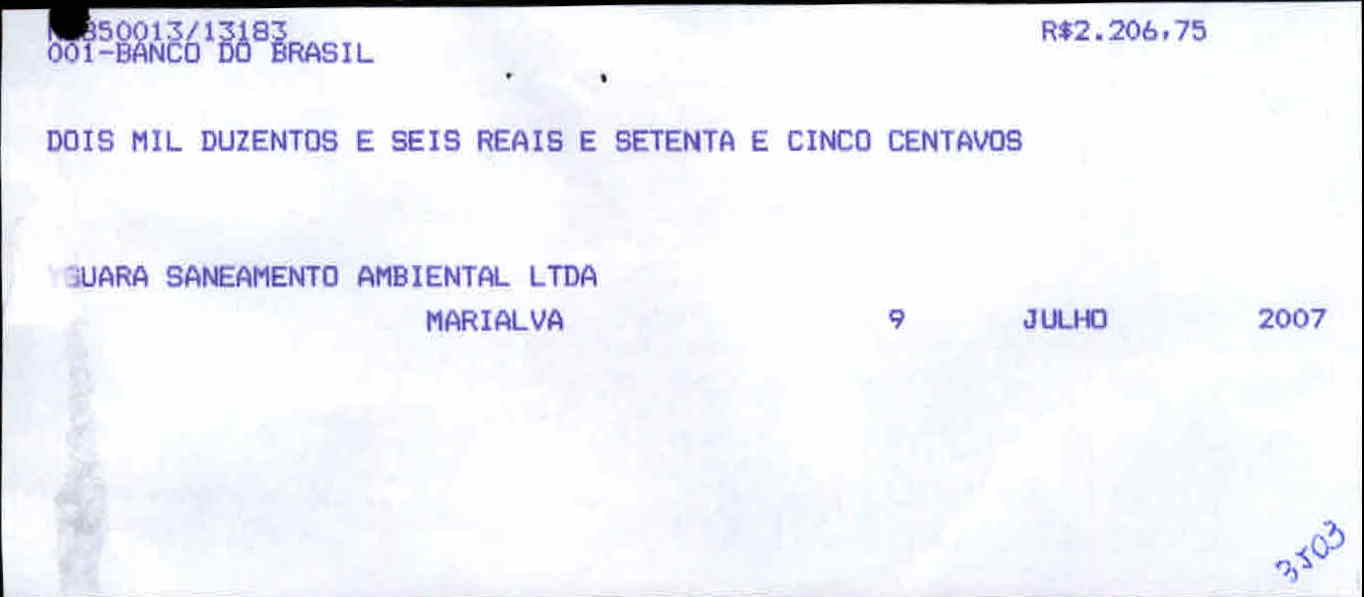 850013/13183 R$2.206,75
001-BANCO DO BRASIL
DOIS MIL DUZENTOS E SEIS REAIS E SETENTA E CINCO CENTAVOS
SANEAMENTO AMBIENTAL LTDA
MARIALVA 9 JULHO 2007
3503